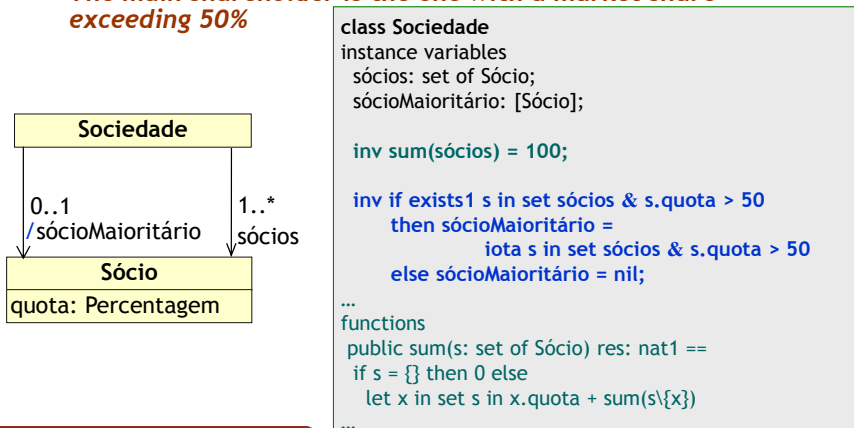 exceeding 50%
Sociedade
0..1
/sócioMaioritário
1..*
sócios
Sócio
quota: Percentagem
class Sociedade
instance variables
sócios: set of Sócio;
sócioMaioritário: [Sócio];
inv sum(sócios) = 100;
inv if exists1 s in set sócios & s.quota > 50
then sócioMaioritário =
iota s in set sócios & s.quota > 50
else sócioMaioritário = nil;
…
functions
public sum(s: set of Sócio) res: nat1 ==
if s = {} then 0 else
let x in set s in x.quota + sum(s\{x})
…